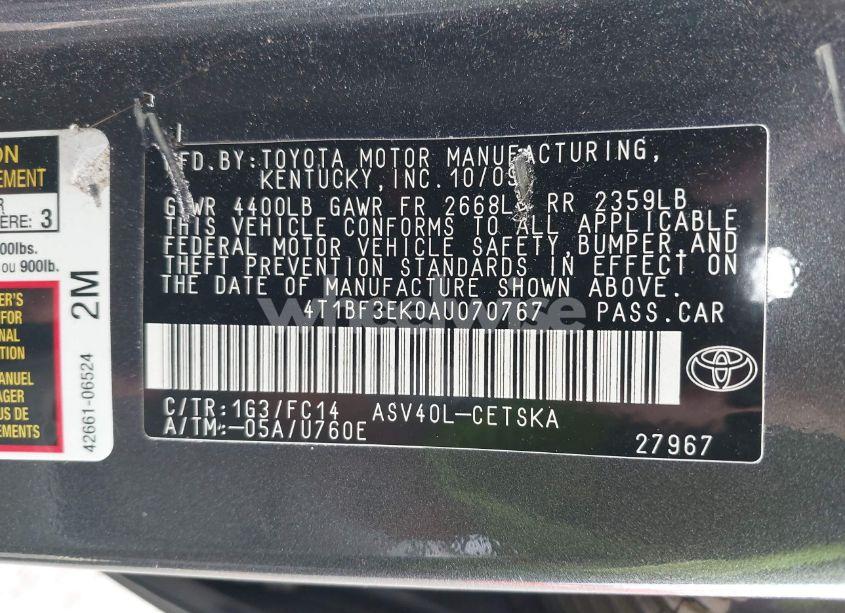 ON
EMENT
R
ÈRE: 3
00lbs.
ou 900lb.
2M
42661-06524
ER'S
FOR
NAL
TION
ANUEL
AGER
US DE
EMENTS
MFD.BY:TOYOTA MOTOR MANUFACTURING,
KENTUCKY,INC.10/09
GVWR 4400LB GAWR FR 2668LB RR 2359LB
THIS VEHICLE CONFORMS TO ALL APPLICABLE
FEDERAL MOTOR VEHICLE SAFETY,BUMPER,AND
THEFT PREVENTION STANDARDS IN EFFECT ON
THE DATE OF MANUFACTURE SHOWN ABOVE.
4T1BF3EK0AU070767 PASS.CAR
wheelwise
C/TR:1G3/FC14 ASV40L-CETSKA
A/TM:-05A/U760E
27967